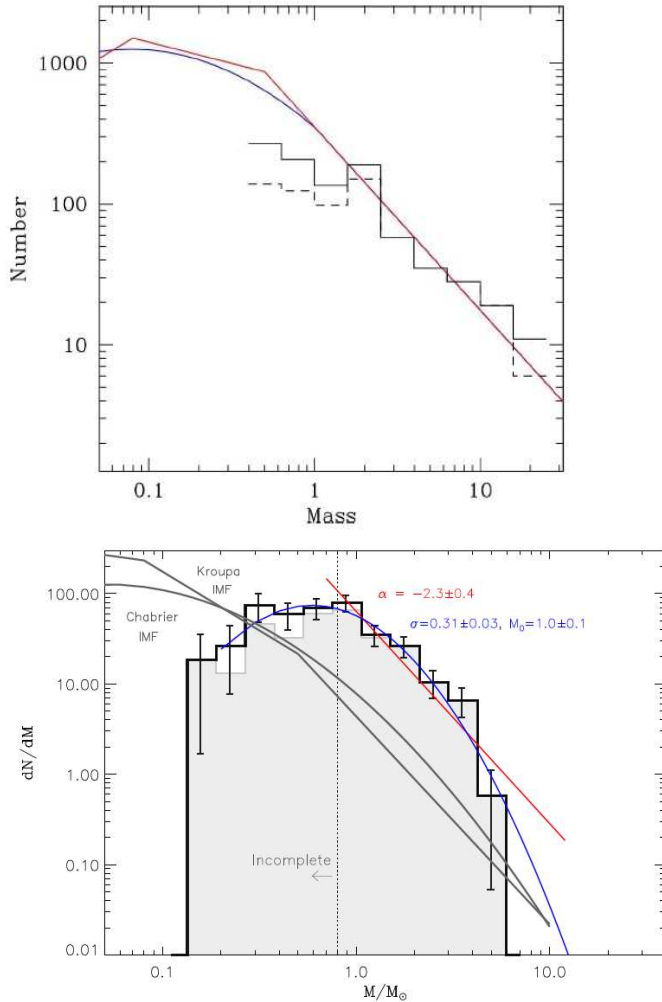 1000
100
10
Number
0.1
1
10
Mass
100.00
10.00
1.00
0.10
0.01
dN/dM
Kroupa
IMF
Chabrier
IMF
α = -2.3±0.4
σ=0.31±0.03, M₀=1.0±0.1
Incomplete
←
0.1
1.0
10.0
M/M☉